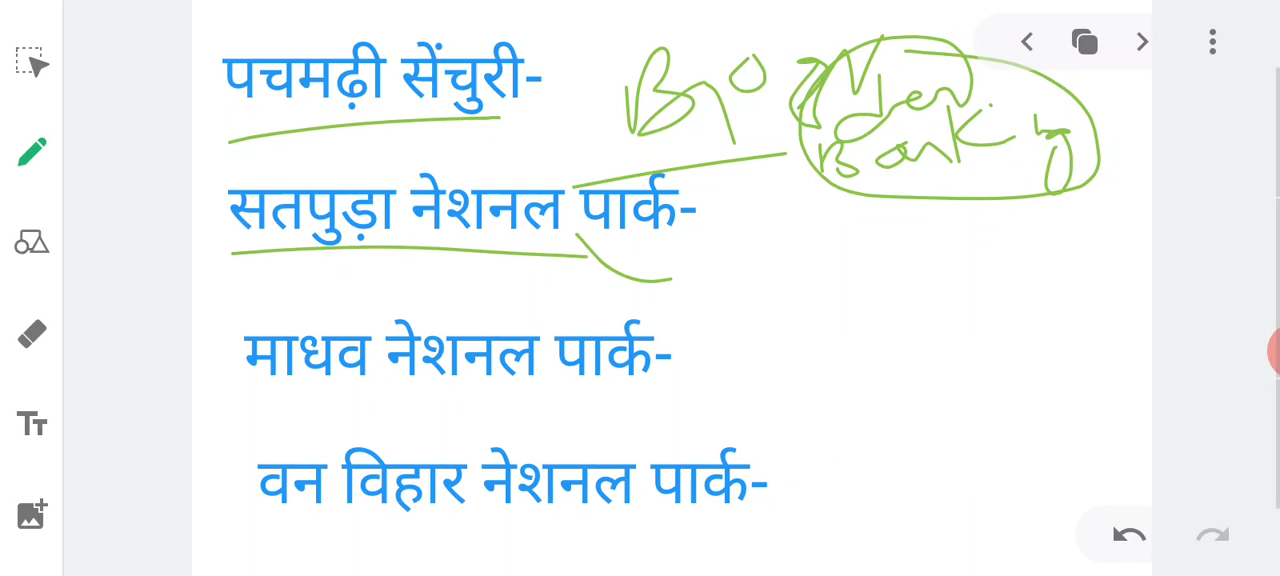 पचमढ़ी सेंचुरी-
सतपुड़ा नेशनल पार्क-
माधव नेशनल पार्क-
वन विहार नेशनल पार्क-